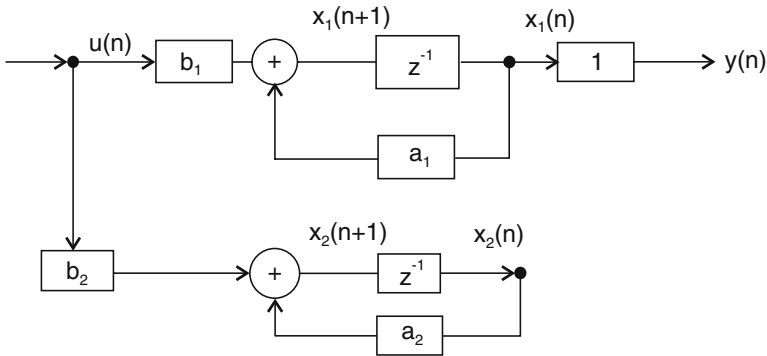 x₁(n+1) x₁(n)
u(n) b₁ + z⁻¹ 1 y(n)
a₁
x₂(n+1) x₂(n)
b₂ + z⁻¹
a₂